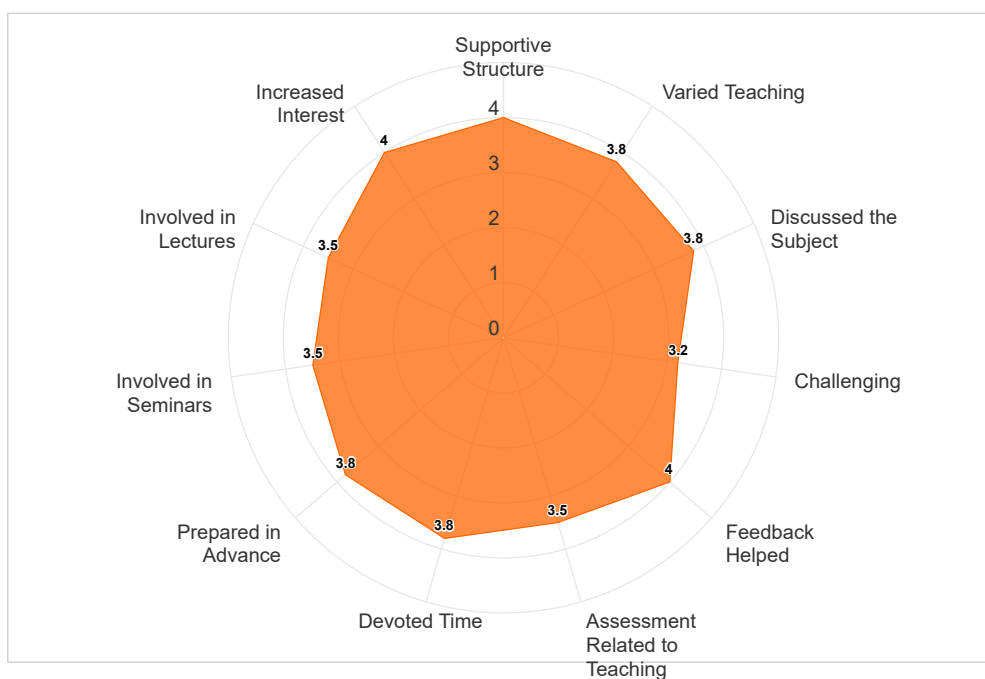 Supportive
Structure
Increased
Interest
Varied Teaching
4
4
3.8
3
Involved in
Lectures
Discussed the
Subject
3.5
3.8
2
1
0
3.5
3.2
Involved in
Seminars
Challenging
3.8
4
3.8
3.5
Prepared in
Advance
Feedback
Helped
Devoted Time
Assessment
Related to
Teaching